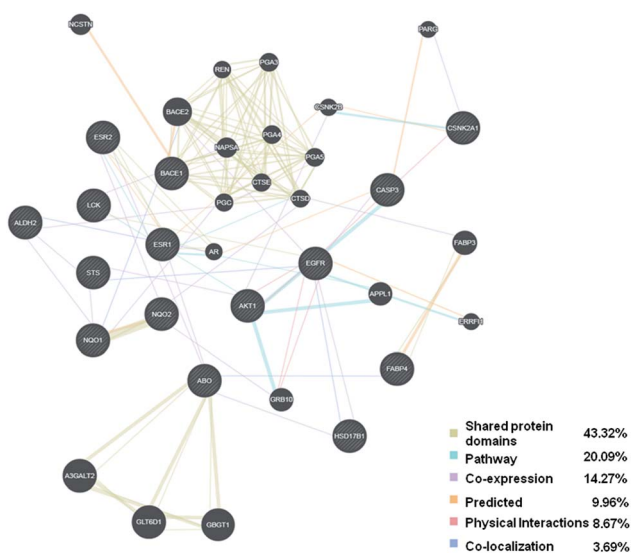 NCSTN
PARG
REN
PGA3
BACE2
CSNK2B
CSNK2A1
ESR2
PGA4
NAPSA
PGA5
BACE1
CTSE
CASP3
LCK
PGC
CTSD
ALDH2
ESR1
AR
FABP3
EGFR
STS
APPL1
AKT1
NQO2
ERRFI1
NQO1
FABP4
ABO
GRB10
HSD17B1
A3GALT2
GLT6D1
GBGT1
Shared protein
domains 43.32%
Pathway 20.09%
Co-expression 14.27%
Predicted 9.96%
Physical Interactions 8.67%
Co-localization 3.69%